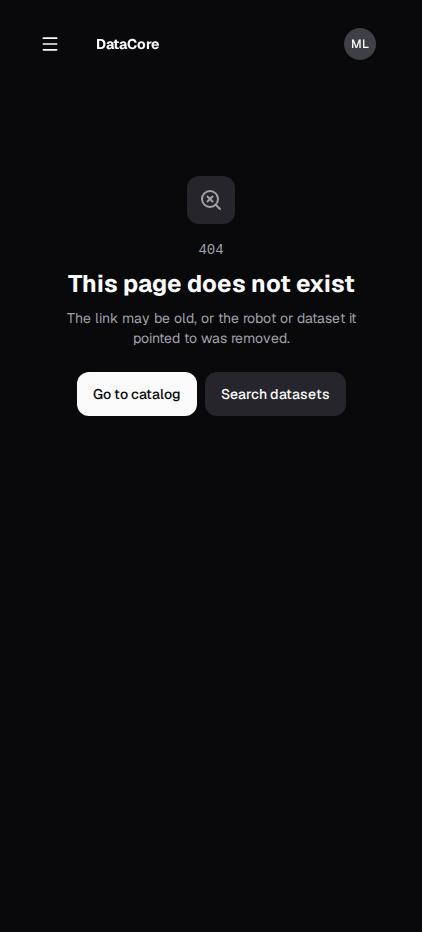 DataCore
ML
404
This page does not exist
The link may be old, or the robot or dataset it
pointed to was removed.
Go to catalog
Search datasets